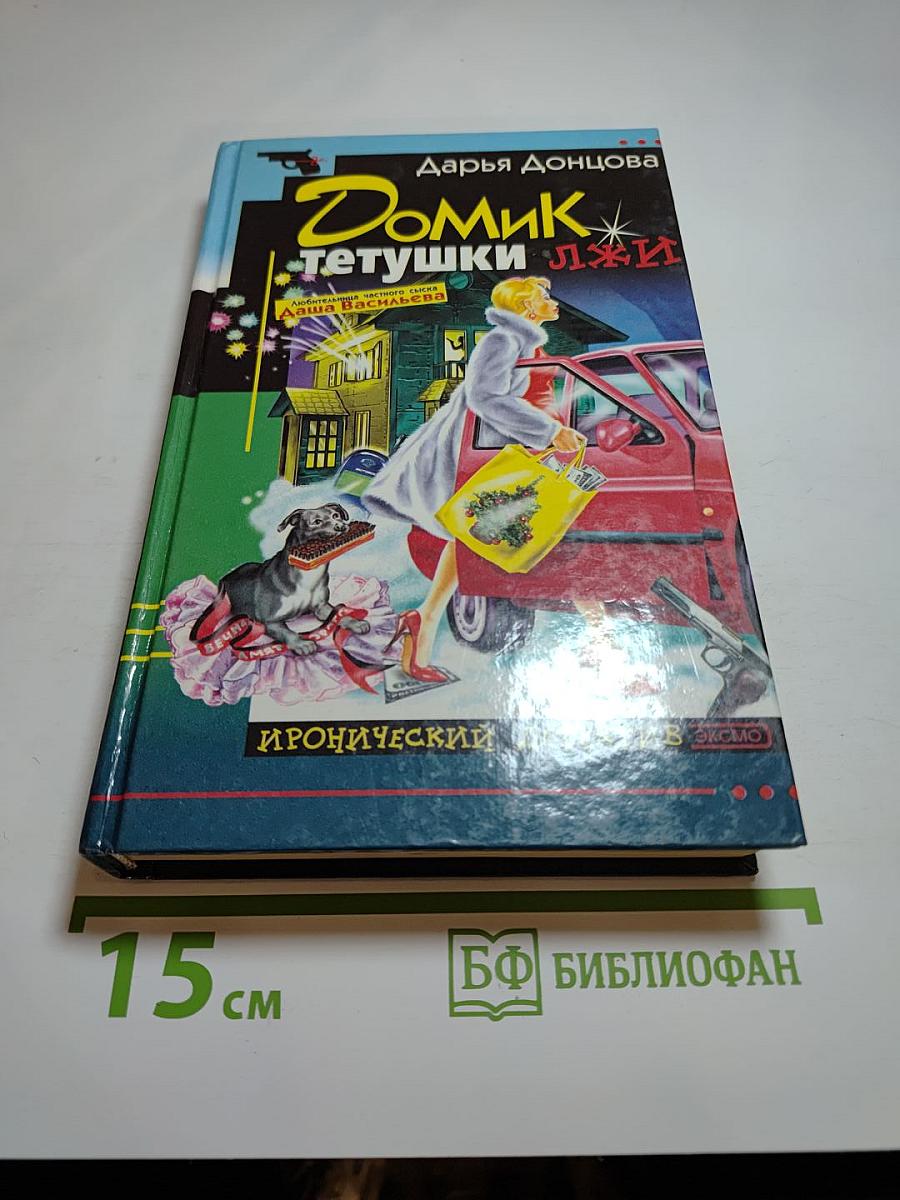 Дарья Донцова
Домик
тетушки лжи
Любительница частного сыска
Даша Васильева
ИРОНИЧЕСКИЙ
ЭКСМО
15 см
БФ БИБЛИОФАН